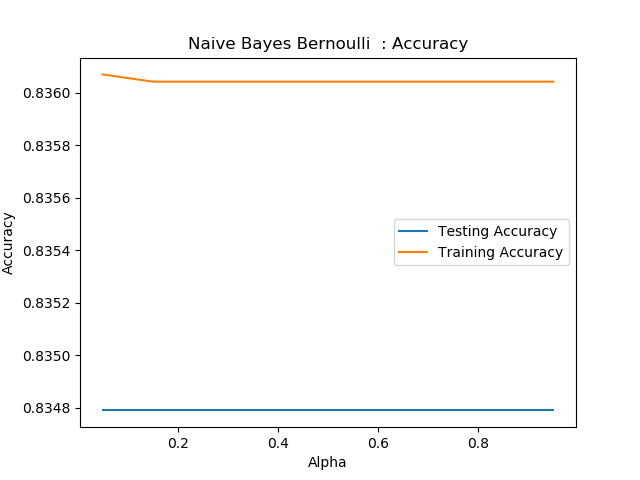 Naive Bayes Bernoulli  : Accuracy
0.8360
0.8358
0.8356
0.8354
0.8352
0.8350
0.8348
Accuracy
Testing Accuracy
Training Accuracy
0.2 0.4 0.6 0.8
Alpha